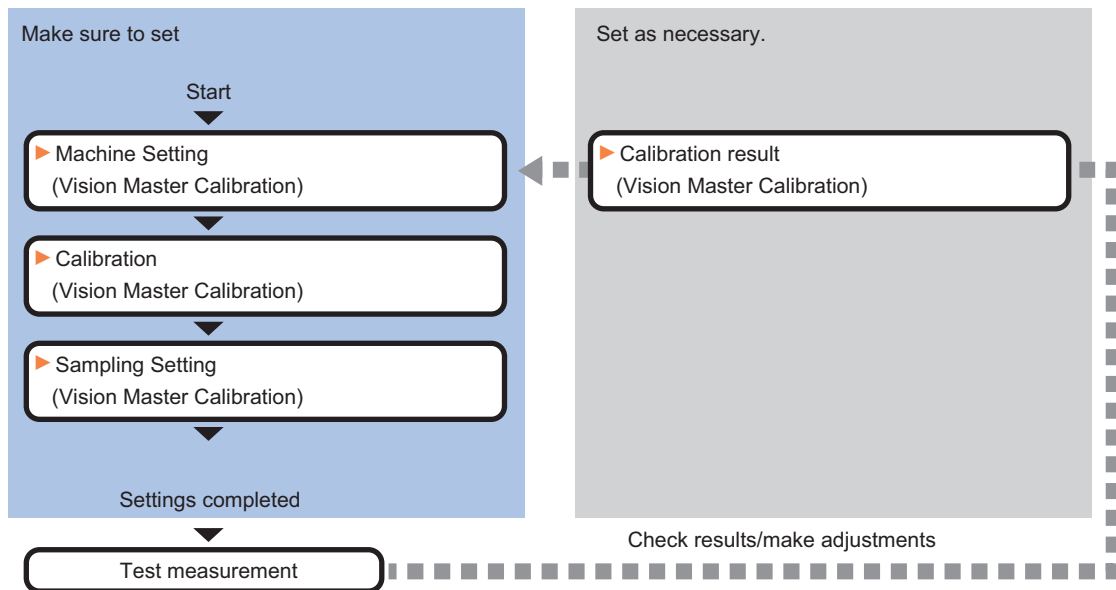 Make sure to set
Start
Machine Setting
(Vision Master Calibration)
Calibration
(Vision Master Calibration)
Sampling Setting
(Vision Master Calibration)
Settings completed
Test measurement
Set as necessary.
Calibration result
(Vision Master Calibration)
Check results/make adjustments